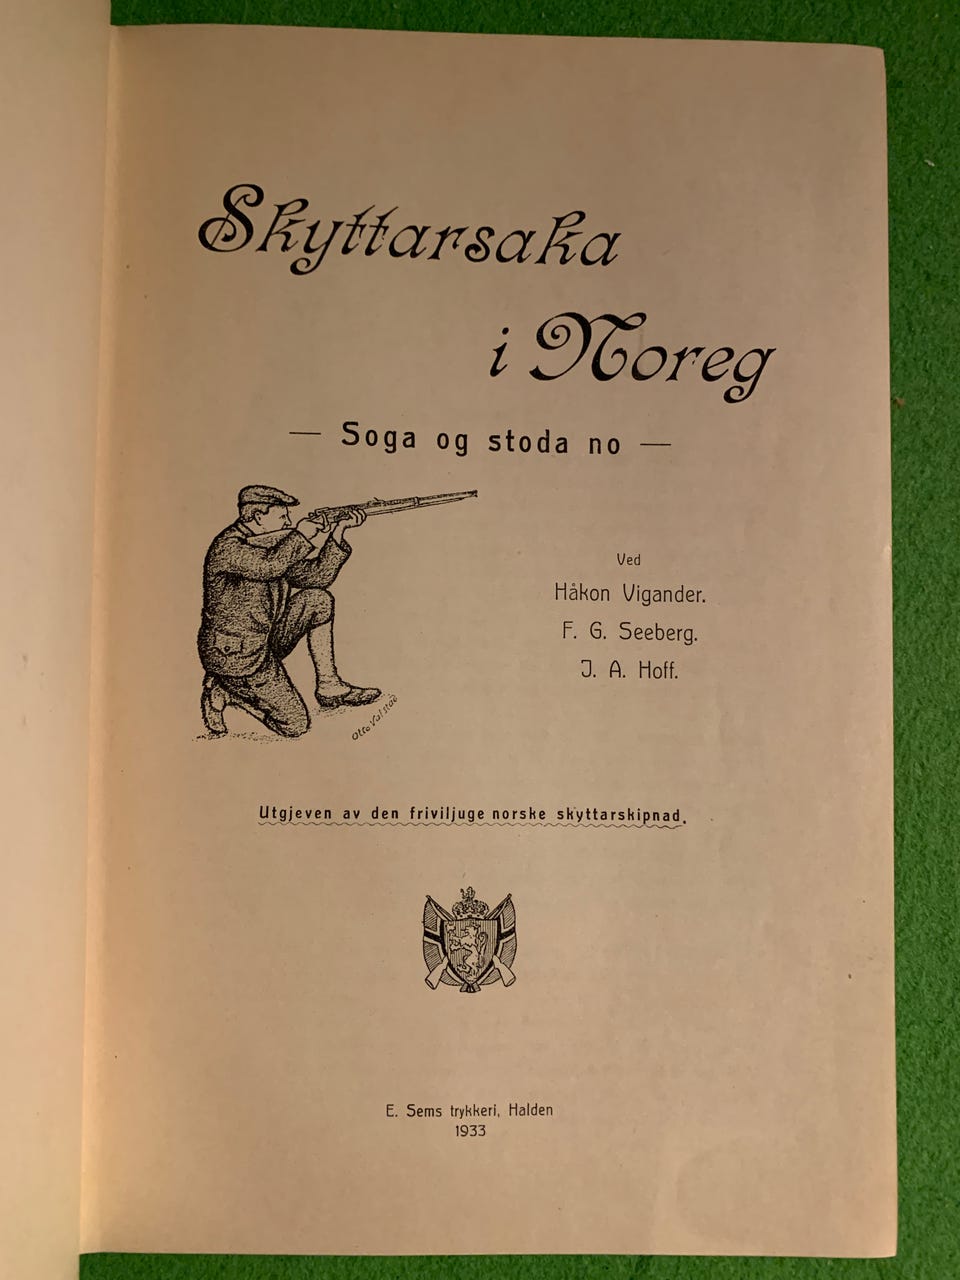 Skyttarsaka
i Noreg
— Soga og stoda no —
Ved
Håkon Vigander.
F. G. Seeberg.
J. A. Hoff.
Otto Valstad
Utgjeven av den friviljuge norske skyttarskipnad.
E. Sems trykkeri, Halden
1933